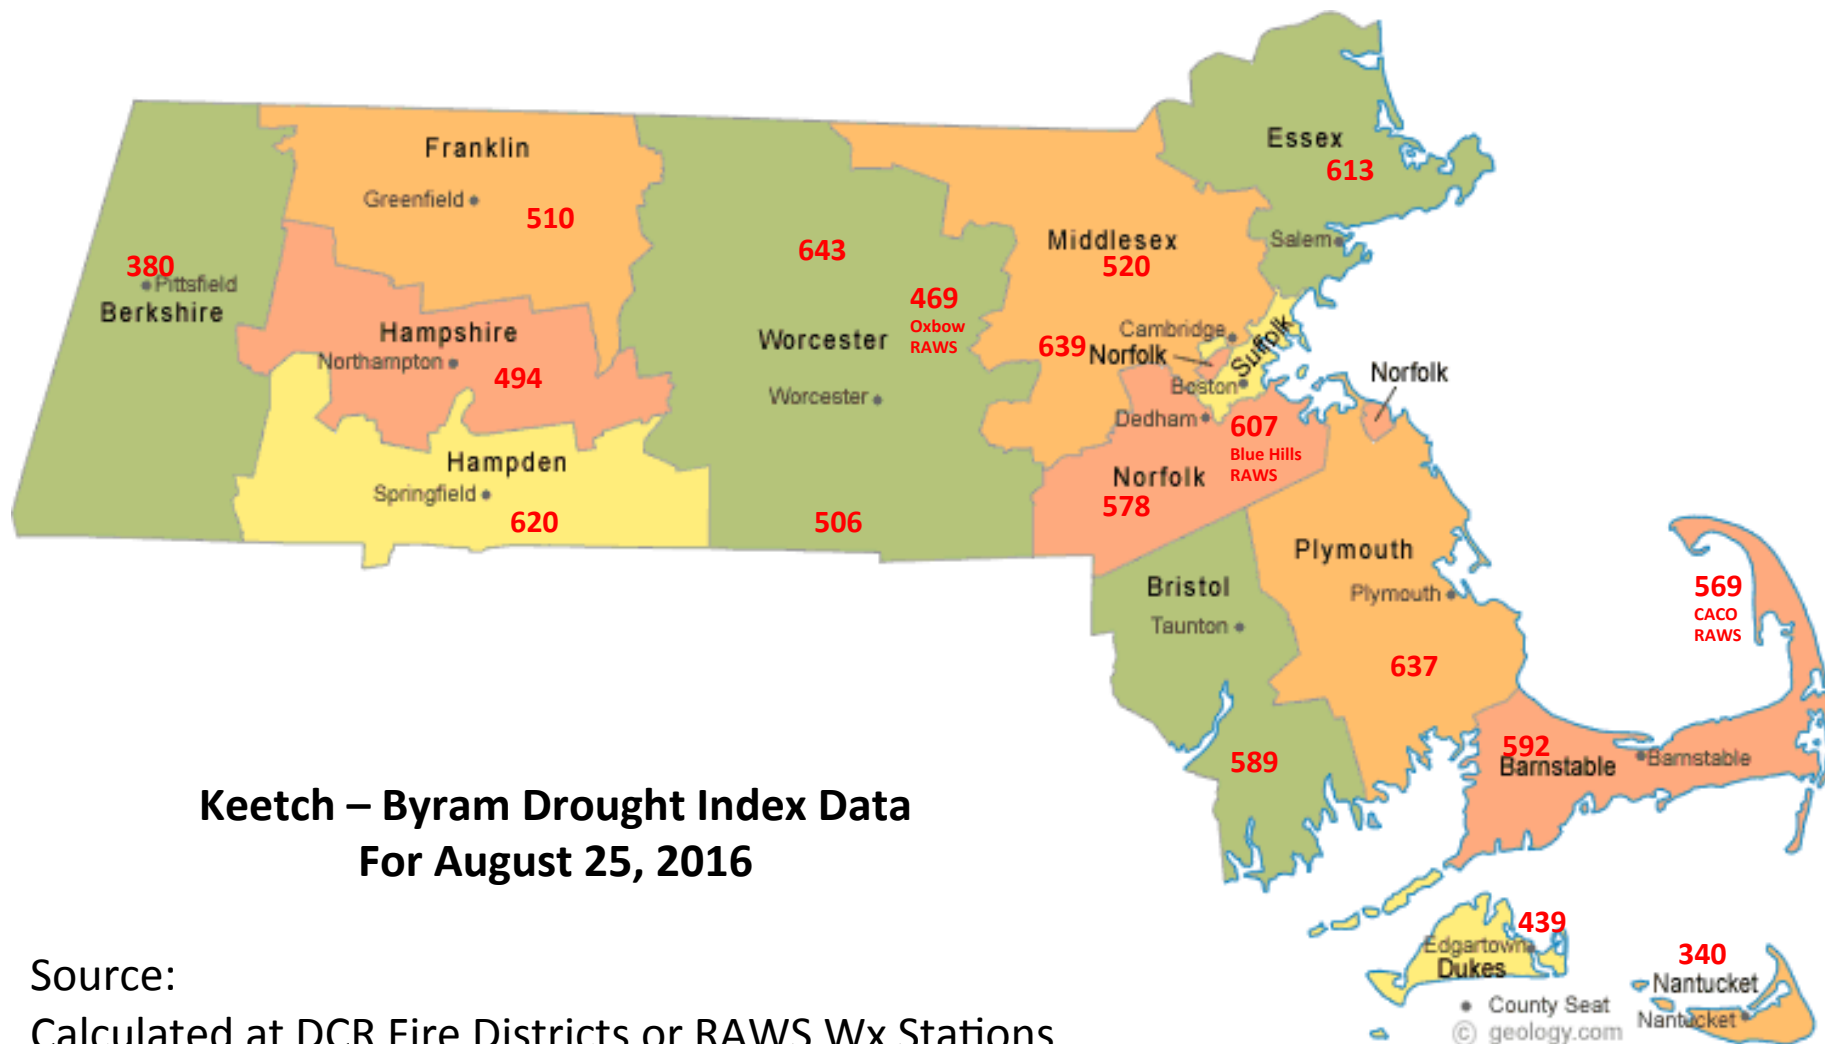 Essex
613
Franklin
Greenfield
510
Salem
Middlesex
520
643
380
Pittsfield
Berkshire
469
Oxbow
RAWS
Hampshire
Northampton
494
Worcester
Worcester
639
Cambridge
Norfolk
Suffolk
Boston
Norfolk
Dedham
607
Blue Hills
RAWS
Hampden
Springfield
620
506
Norfolk
578
Plymouth
Plymouth
637
Bristol
Taunton
589
569
CACO
RAWS
592
Barnstable
Barnstable
Keetch – Byram Drought Index Data
For August 25, 2016
439
Edgartown
Dukes
340
Nantucket
Nantucket
County Seat
© geology.com
Source:
Calculated at DCR Fire Districts or RAWS Wx Stations